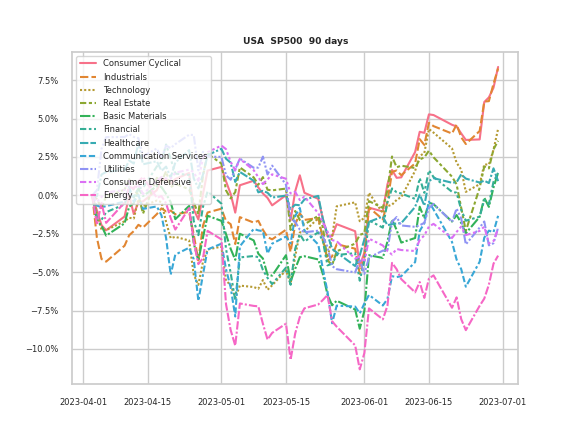 USA SP500 90 days
7.5%
5.0%
2.5%
0.0%
−2.5%
−5.0%
−7.5%
−10.0%
Consumer Cyclical
Industrials
Technology
Real Estate
Basic Materials
Financial
Healthcare
Communication Services
Utilities
Consumer Defensive
Energy
2023-04-01 2023-04-15 2023-05-01 2023-05-15 2023-06-01 2023-06-15 2023-07-01